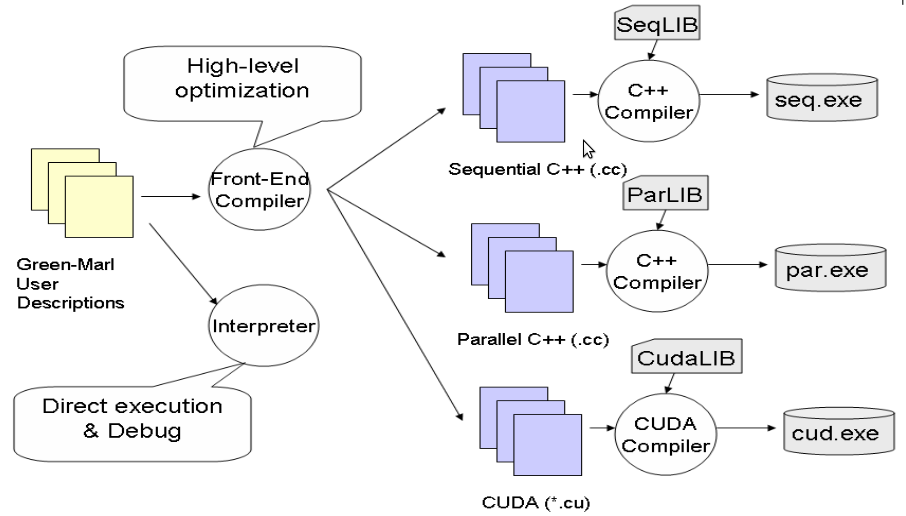 High-level
optimization
Green-Marl
User
Descriptions
Front-End
Compiler
Interpreter
Direct execution
& Debug
SeqLIB
C++
Compiler
seq.exe
Sequential C++ (.cc)
ParLIB
C++
Compiler
par.exe
Parallel C++ (.cc)
CudaLIB
CUDA
Compiler
cud.exe
CUDA (*.cu)